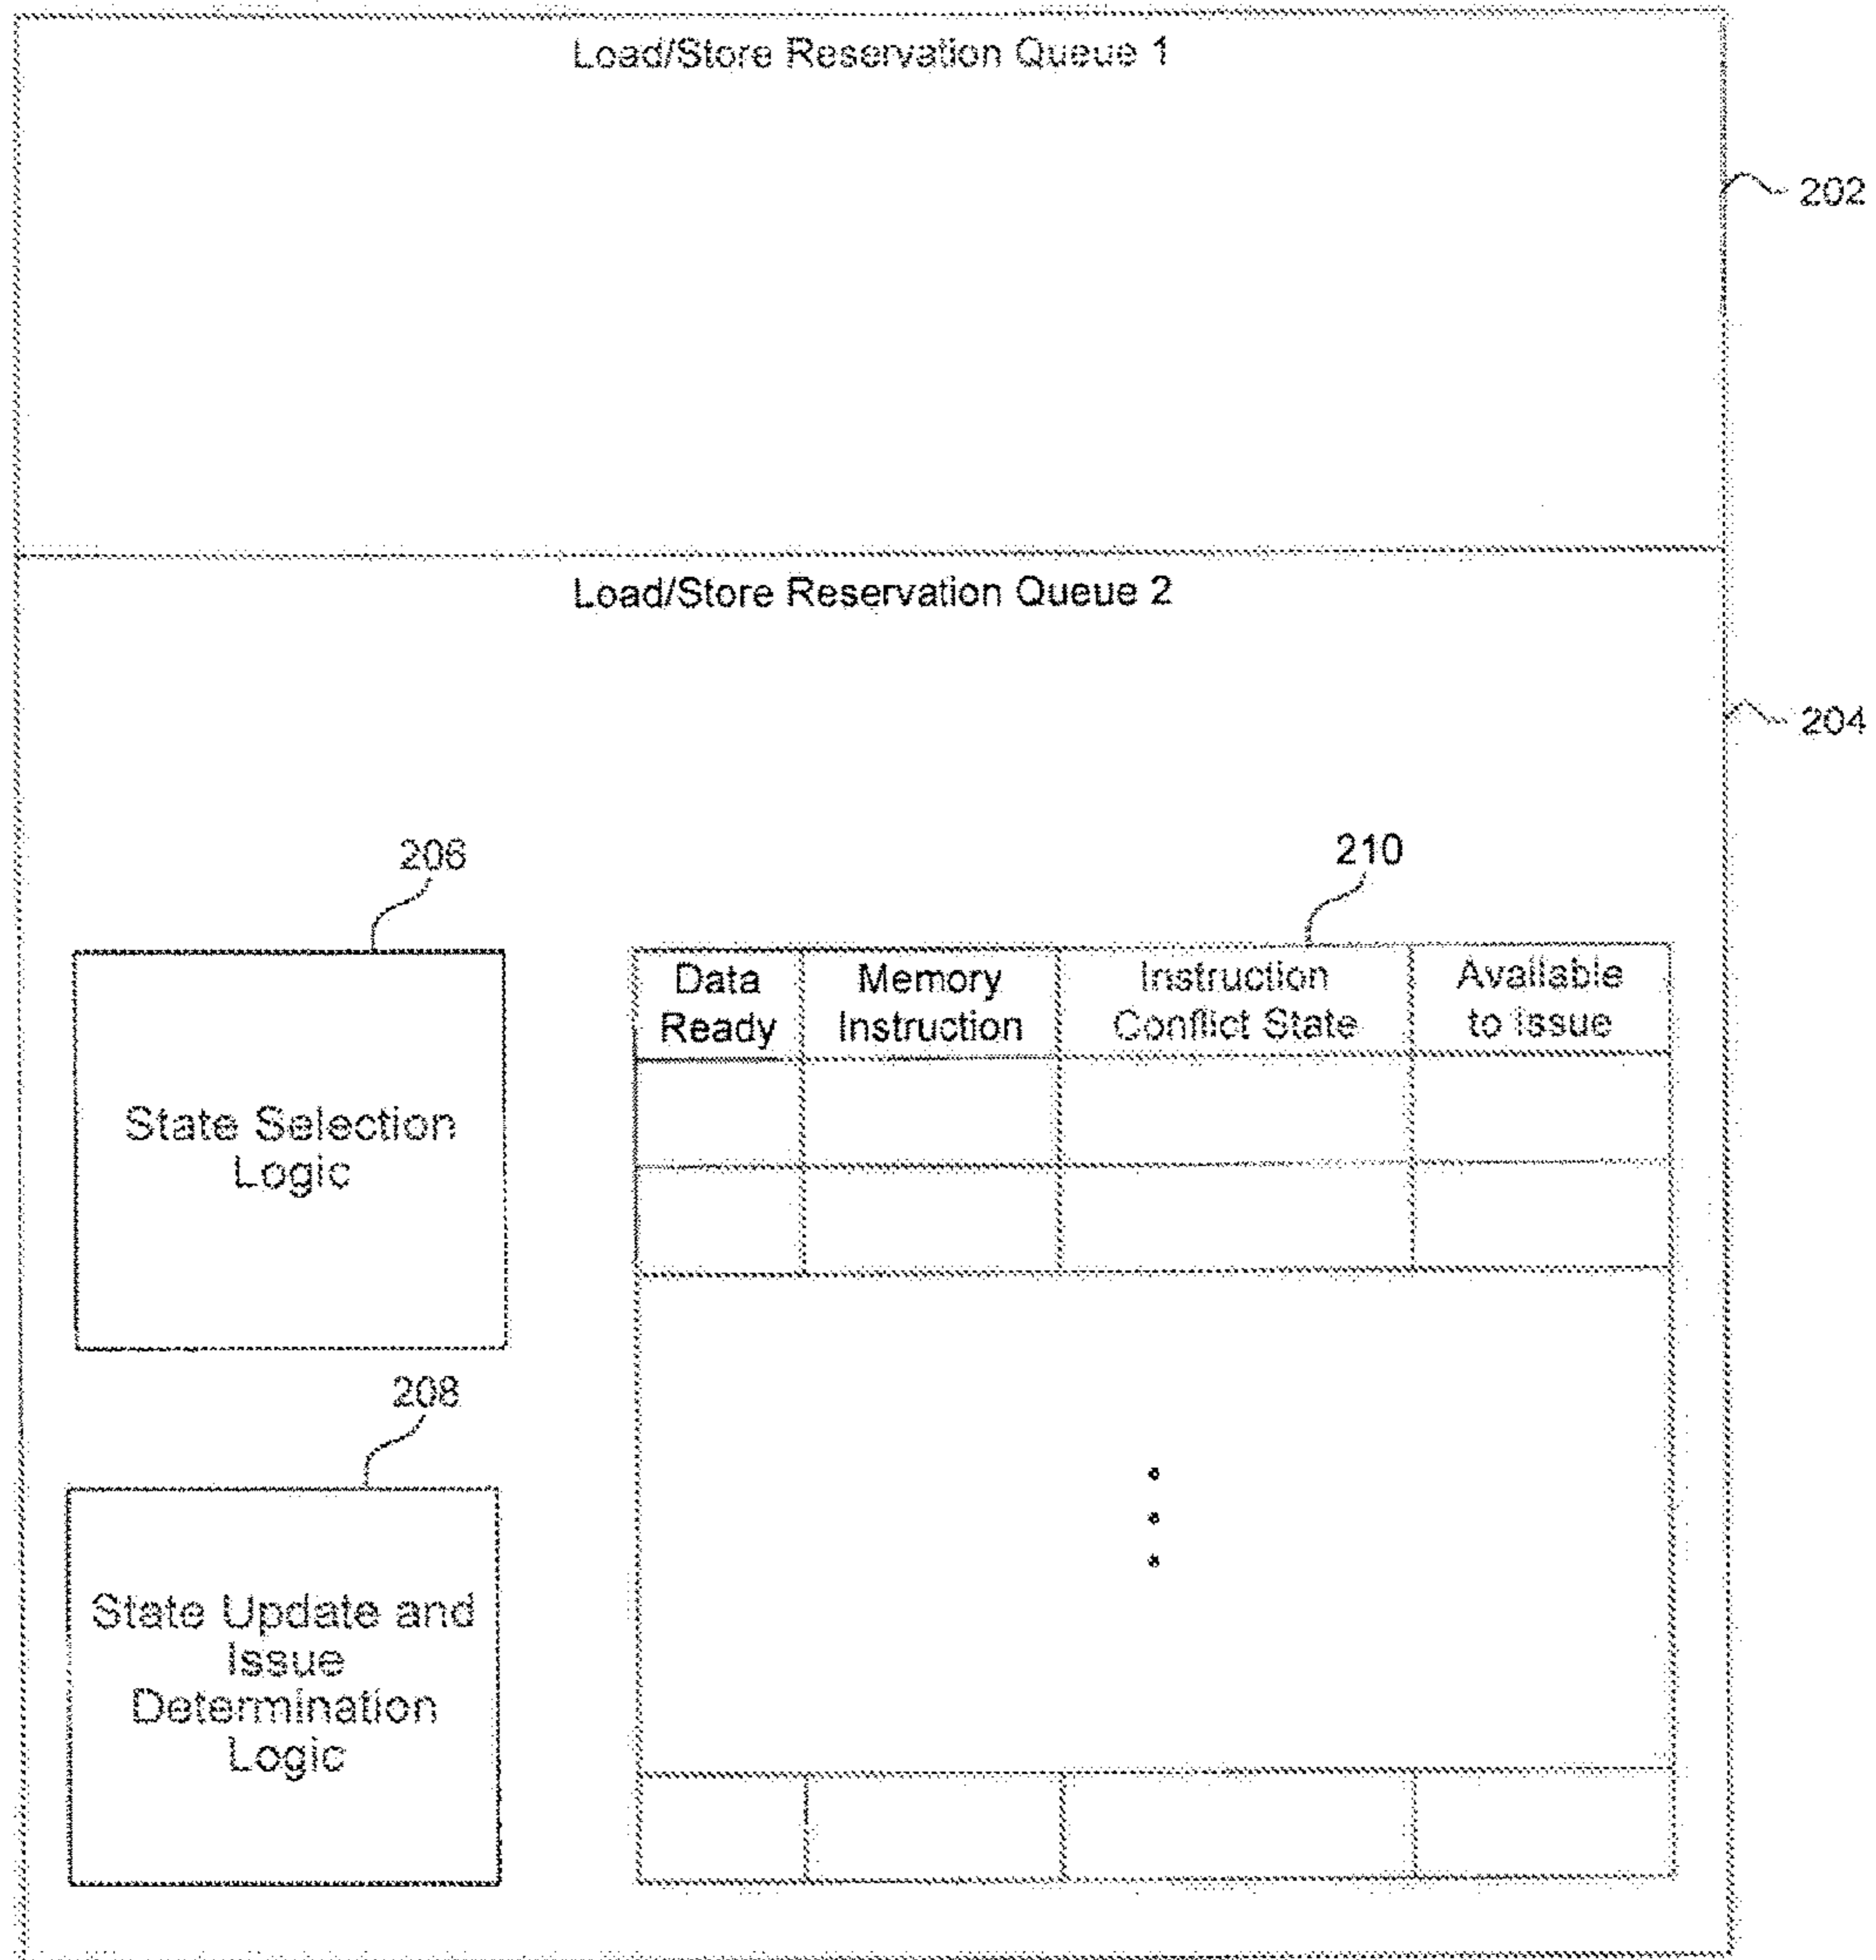 Load/Store Reservation Queue 1
202
Load/Store Reservation Queue 2
204
206
210
Data Ready
Memory Instruction
Instruction Conflict State
Available to Issue
State Selection
Logic
208
State Update and
Issue
Determination
Logic